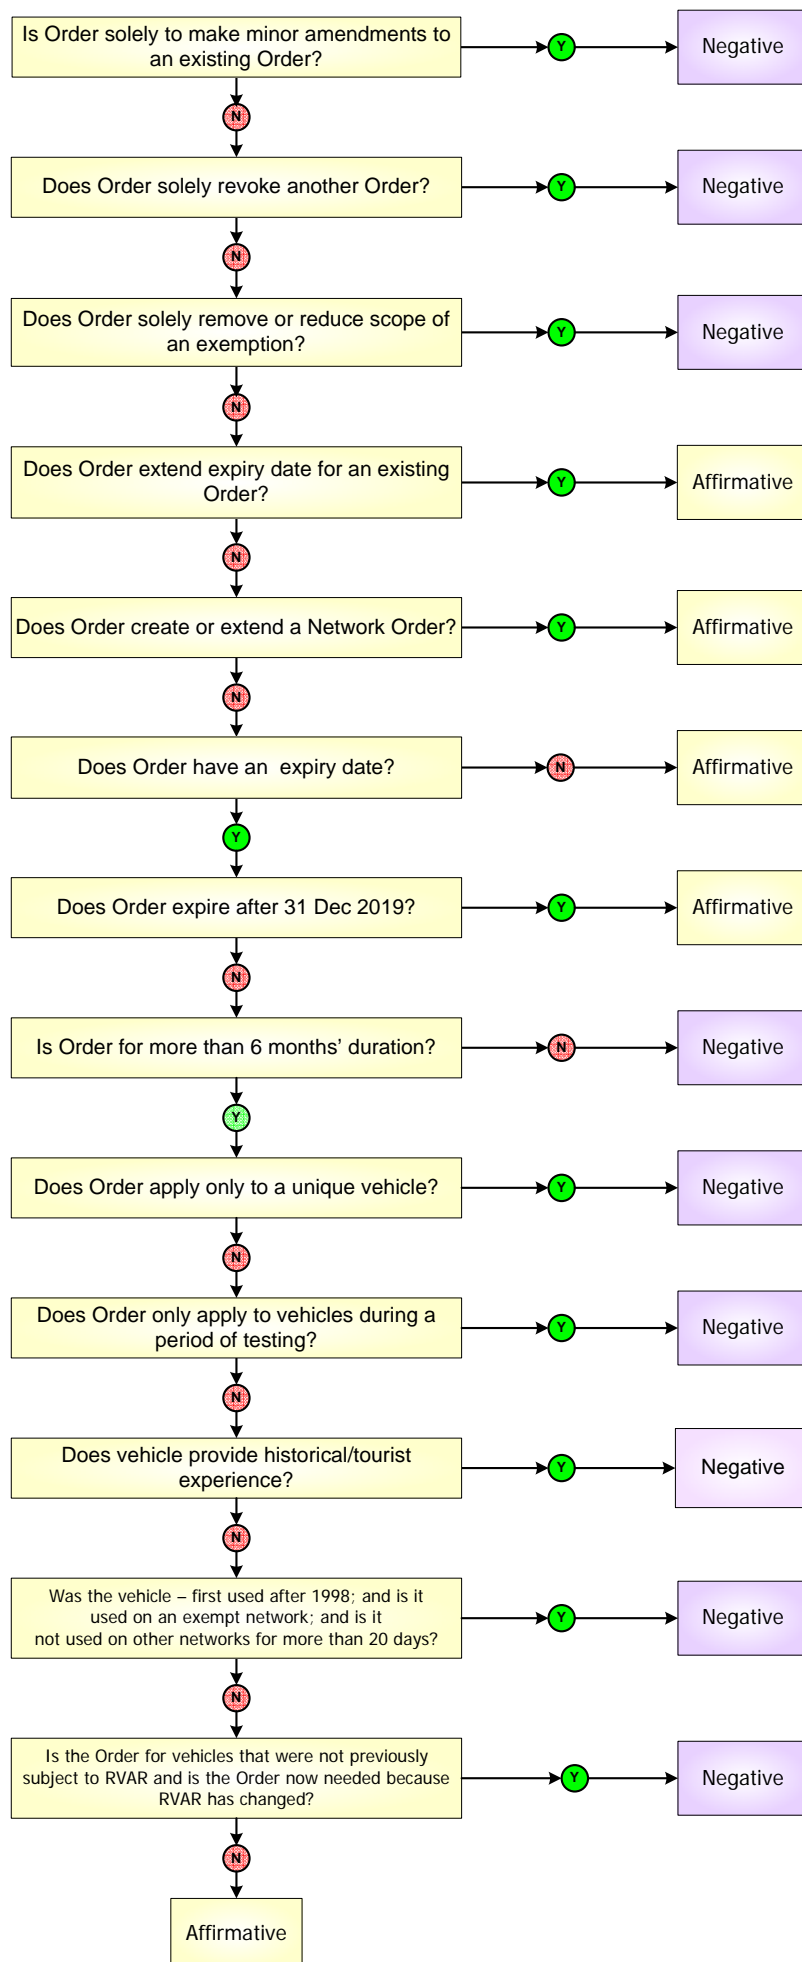 Is Order solely to make minor amendments to
an existing Order?
Y
Negative
N
Does Order solely revoke another Order?
Y
Negative
N
Does Order solely remove or reduce scope of
an exemption?
Y
Negative
N
Does Order extend expiry date for an existing
Order?
Y
Affirmative
N
Does Order create or extend a Network Order?
Y
Affirmative
N
Does Order have an expiry date?
N
Affirmative
Y
Does Order expire after 31 Dec 2019?
Y
Affirmative
N
Is Order for more than 6 months’ duration?
N
Negative
Y
Does Order apply only to a unique vehicle?
Y
Negative
N
Does Order only apply to vehicles during a
period of testing?
Y
Negative
N
Does vehicle provide historical/tourist
experience?
Y
Negative
N
Was the vehicle – first used after 1998; and is it
used on an exempt network; and is it
not used on other networks for more than 20 days?
Y
Negative
N
Is the Order for vehicles that were not previously
subject to RVAR and is the Order now needed because
RVAR has changed?
Y
Negative
N
Affirmative